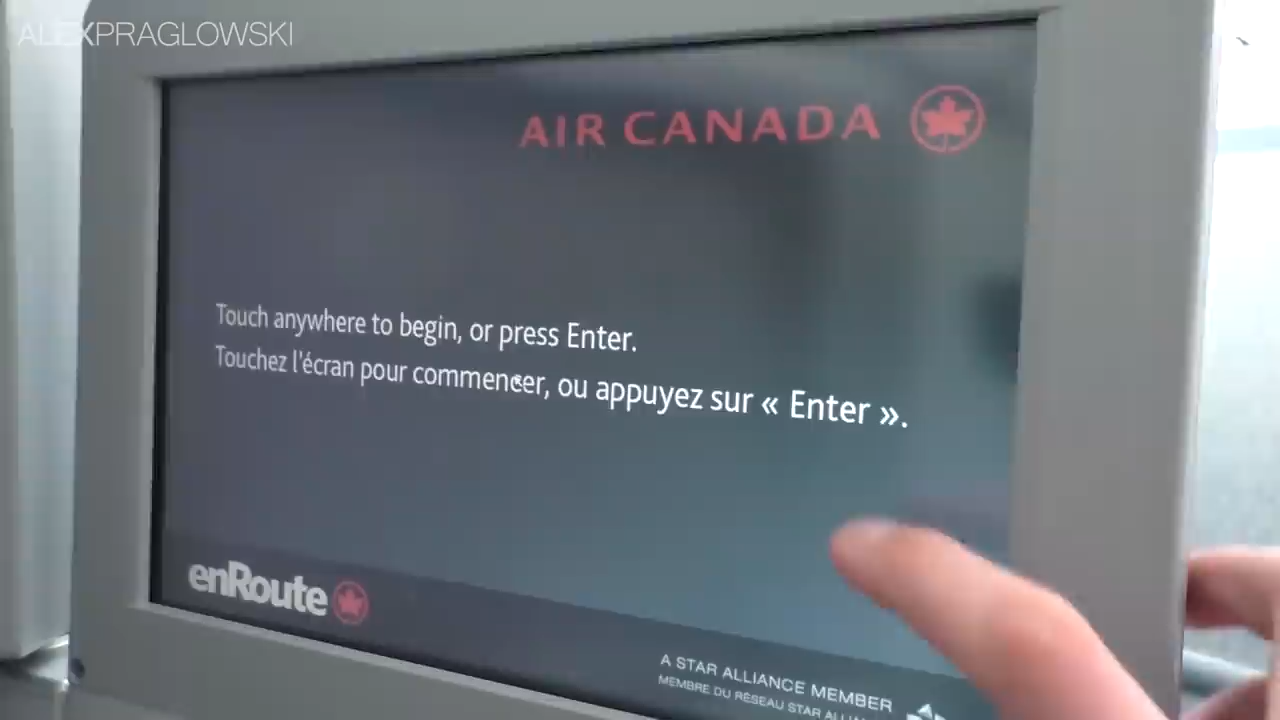 ALEXPRAGLOWSKI
AIR CANADA
Touch anywhere to begin, or press Enter.
Touchez l'écran pour commencer, ou appuyez sur « Enter ».
enRoute
A STAR ALLIANCE MEMBER
MEMBRE DU RÉSEAU STAR